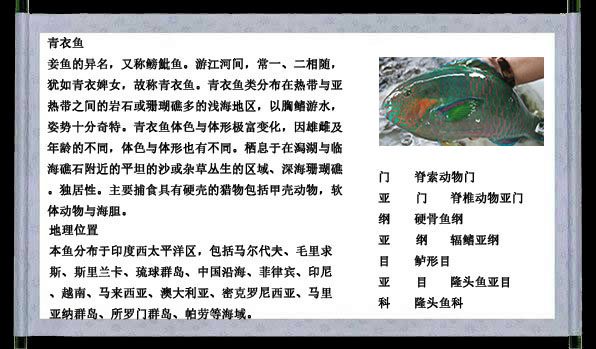 青衣鱼
妾鱼的异名，又称鳑鮍鱼。游江河间，常一、二相随，
犹如青衣婢女，故称青衣鱼。青衣鱼类分布在热带与亚
热带之间的岩石或珊瑚礁多的浅海地区，以胸鳍游水，
姿势十分奇特。青衣鱼体色与体形极富变化，因雌雄及
年龄的不同，体色与体形也有不同。栖息于在潟湖与临
海礁石附近的平坦的沙或杂草丛生的区域、深海珊瑚礁
。独居性。主要捕食具有硬壳的猎物包括甲壳动物，软
体动物与海胆。
地理位置
本鱼分布于印度西太平洋区，包括马尔代夫、毛里求
斯、斯里兰卡、琉球群岛、中国沿海、菲律宾、印尼
、越南、马来西亚、澳大利亚、密克罗尼西亚、马里
亚纳群岛、所罗门群岛、帕劳等海域。
门 脊索动物门
亚 门 脊椎动物亚门
纲 硬骨鱼纲
亚 纲 辐鳍亚纲
目 鲈形目
亚 目 隆头鱼亚目
科 隆头鱼科